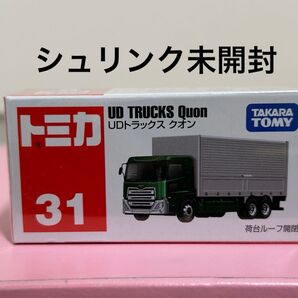 シュリンク未開封
トミカ
31
UD TRUCKS Quon
UDトラックス クオン
TAKARA
TOMY
荷台ルーフ開閉